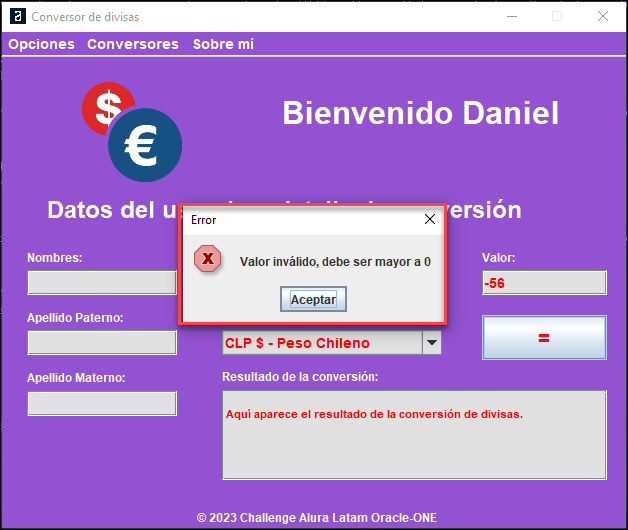 Conversor de divisas
Opciones Conversores Sobre mí
$
€
Bienvenido Daniel
Datos del
Error
Valor inválido, debe ser mayor a 0
Aceptar
Nombres:
Valor:
-56
Apellido Paterno:
CLP $ - Peso Chileno
=
Apellido Materno:
Resultado de la conversión:
Aquí aparece el resultado de la conversión de divisas.
© 2023 Challenge Alura Latam Oracle-ONE